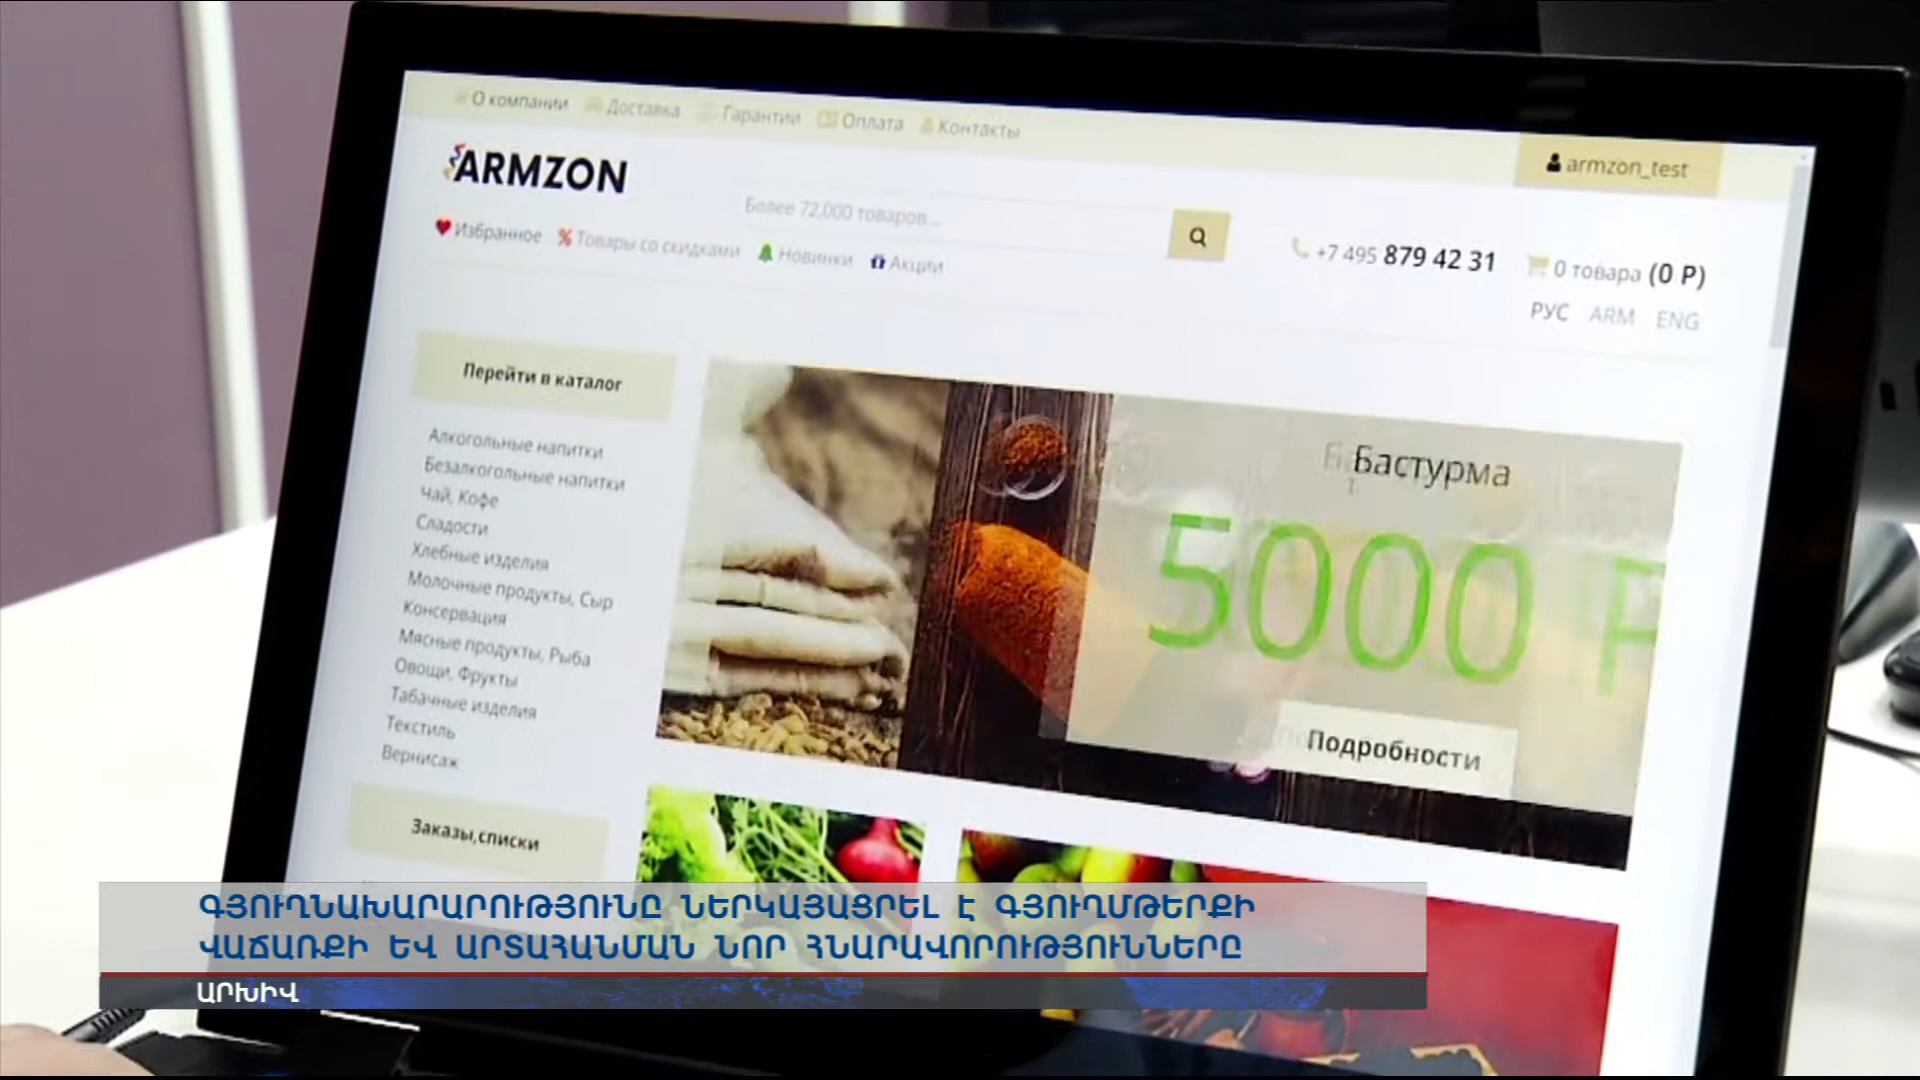 О компании Доставка Гарантии Оплата Контакты
armzon_test
ARMZON
Более 72,000 товаров...
Избранное Товары со скидками Новинки Акции
+7 495 879 42 31 0 товара (0 Р)
РУС ARM ENG
Перейти в каталог
Алкогольные напитки
Безалкогольные напитки
Чай, Кофе
Сладости
Хлебные изделия
Молочные продукты, Сыр
Консервация
Мясные продукты, Рыба
Овощи, Фрукты
Табачные изделия
Текстиль
Вернисаж
Заказы,списки
Бастурма
5000 Р
Подробности
ԳՅՈՒՂՆԱԽԱՐԱՐՈՒԹՅՈՒՆԸ ՆԵՐԿԱՅԱՑՐԵԼ Է ԳՅՈՒՂՄԹԵՐՔԻ
ՎԱՃԱՌՔԻ ԵՎ ԱՐՏԱՀԱՆՄԱՆ ՆՈՐ ՀՆԱՐԱՎՈՐՈՒԹՅՈՒՆՆԵՐԸ
ԱՐԽԻՎ